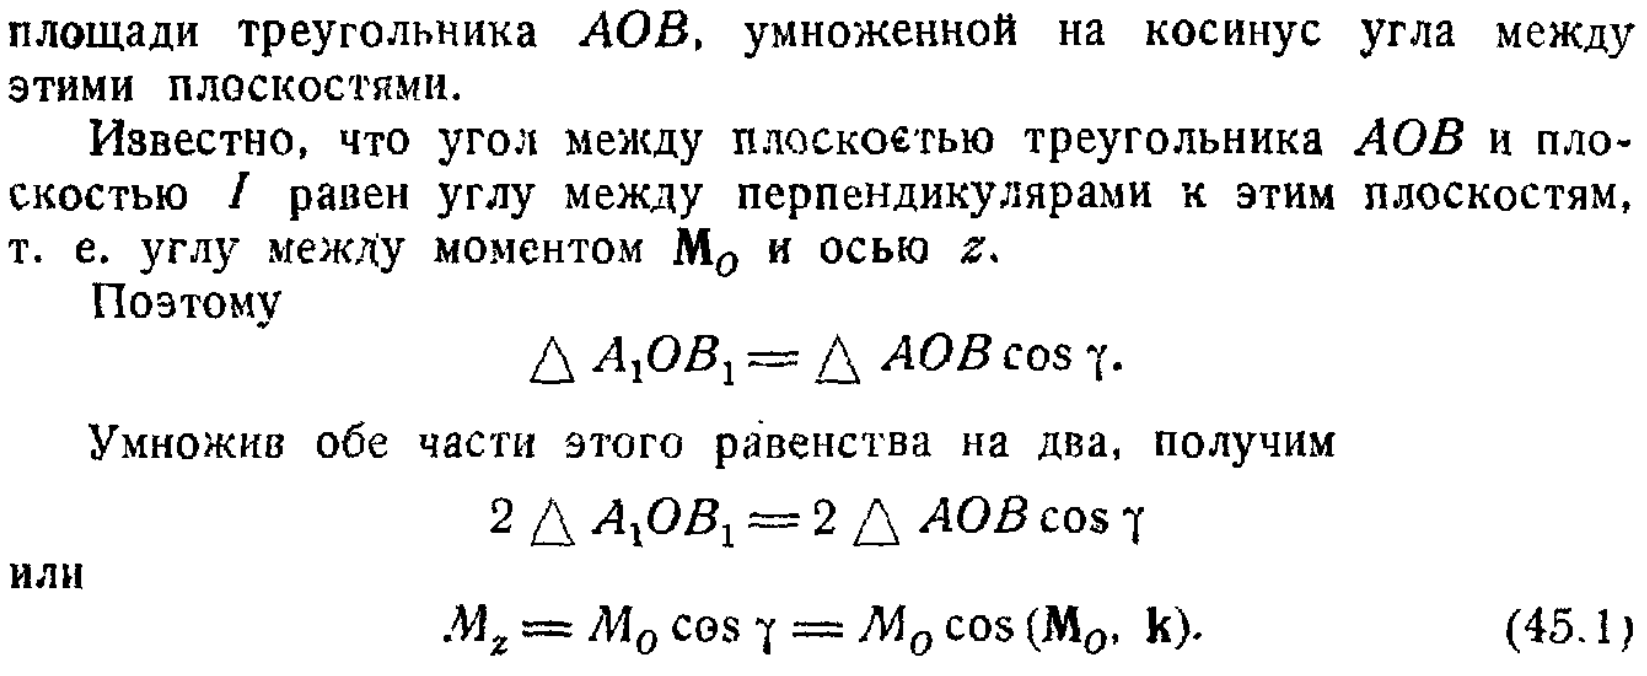 площади треугольника AOB, умноженной на косинус угла между
этими плоскостями.
Известно, что угол между плоскостью треугольника AOB и пло-
скостью I равен углу между перпендикулярами к этим плоскостям,
т. е. углу между моментом M_O и осью z.
Поэтому
△ A₁OB₁ = △ AOB cos γ.
Умножив обе части этого равенства на два, получим
2 △ A₁OB₁ = 2 △ AOB cos γ
или
M_z = M_O cos γ = M_O cos (M_O, k). (45.1)